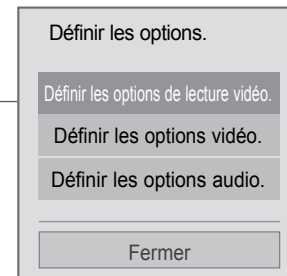 Définir les options.
Définir les options de lecture vidéo.
Définir les options vidéo.
Définir les options audio.
Fermer